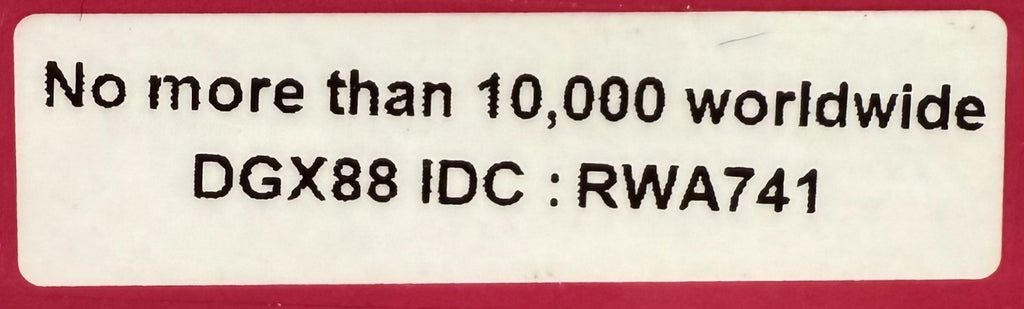 No more than 10,000 worldwide
DGX88 IDC : RWA741